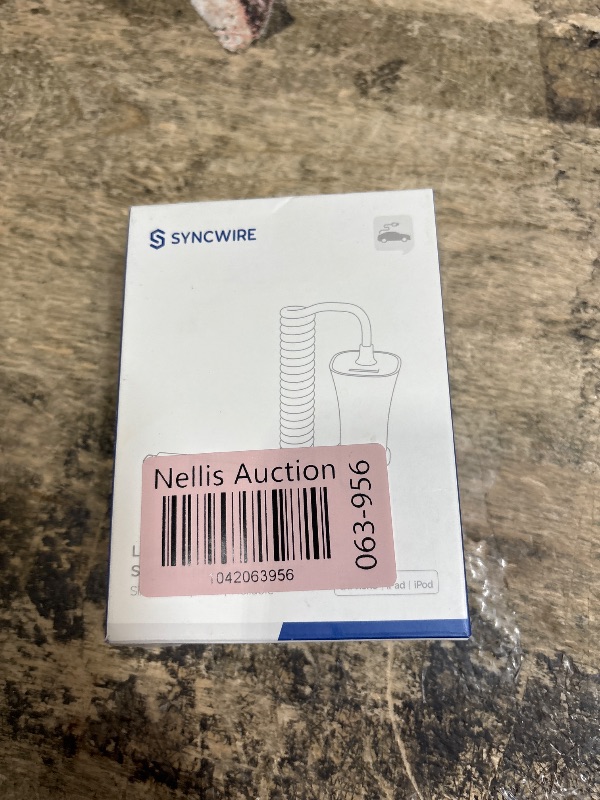 SYNCWIRE
Nellis Auction
063-956
1042063956
iPad | iPod